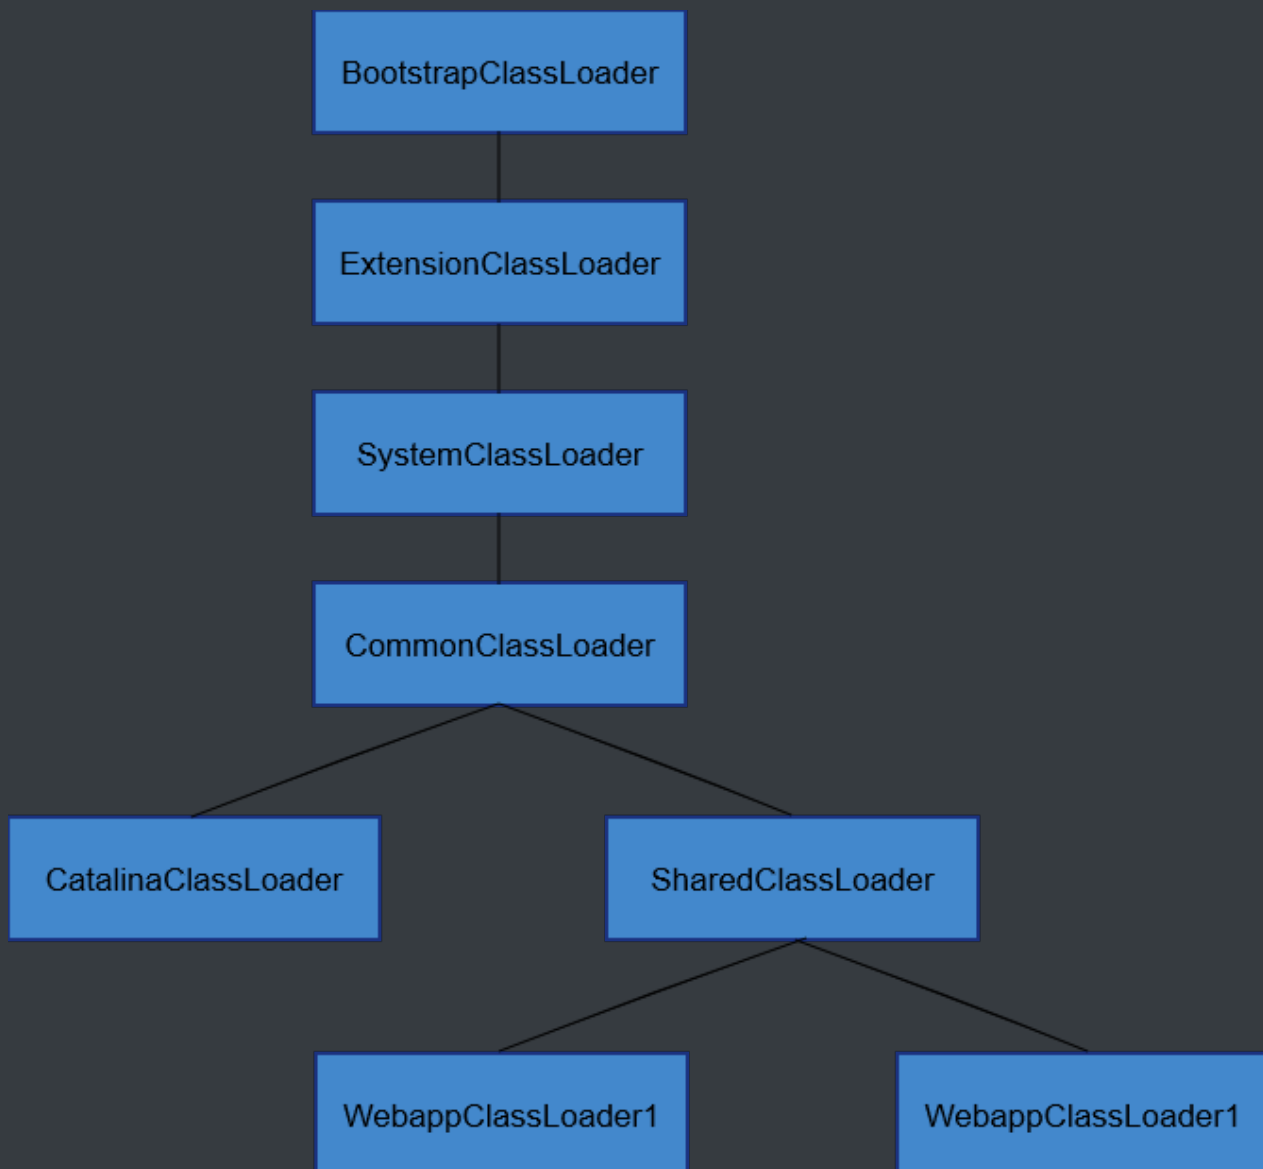 BootstrapClassLoader
ExtensionClassLoader
SystemClassLoader
CommonClassLoader
CatalinaClassLoader
SharedClassLoader
WebappClassLoader1
WebappClassLoader1